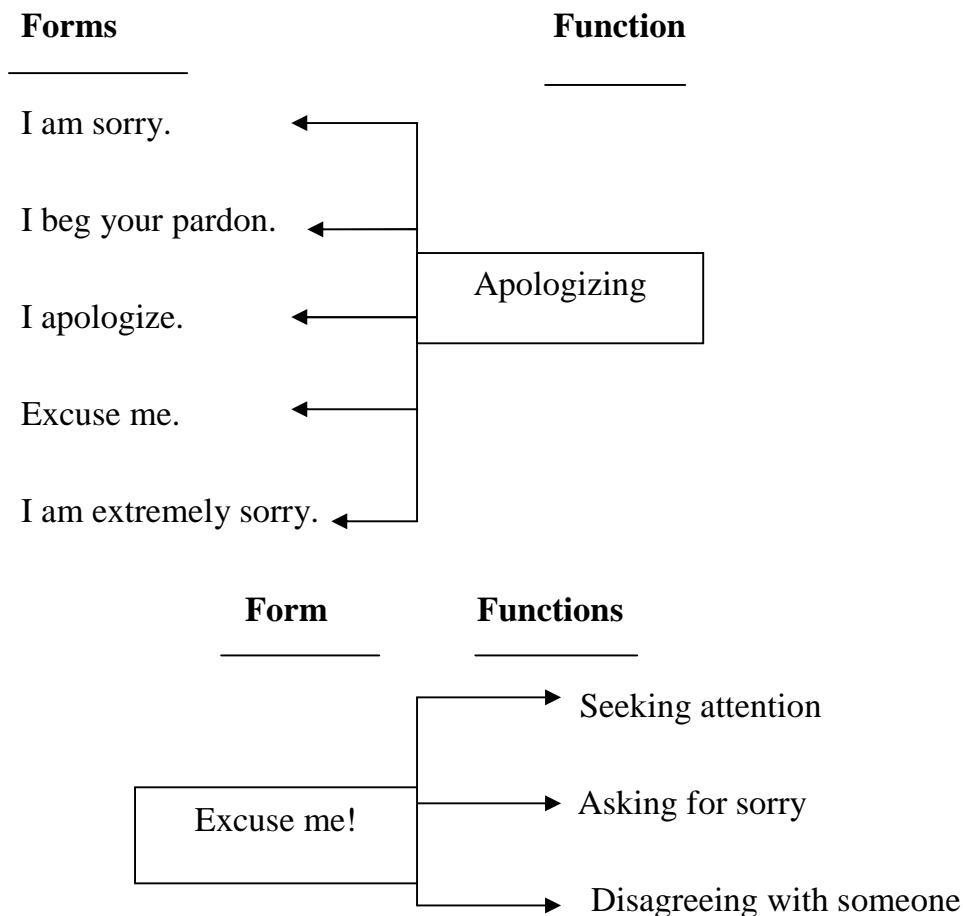 Forms Function
I am sorry.
I beg your pardon.
Apologizing
I apologize.
Excuse me.
I am extremely sorry.
Form Functions
Seeking attention
Asking for sorry
Excuse me!
Disagreeing with someone